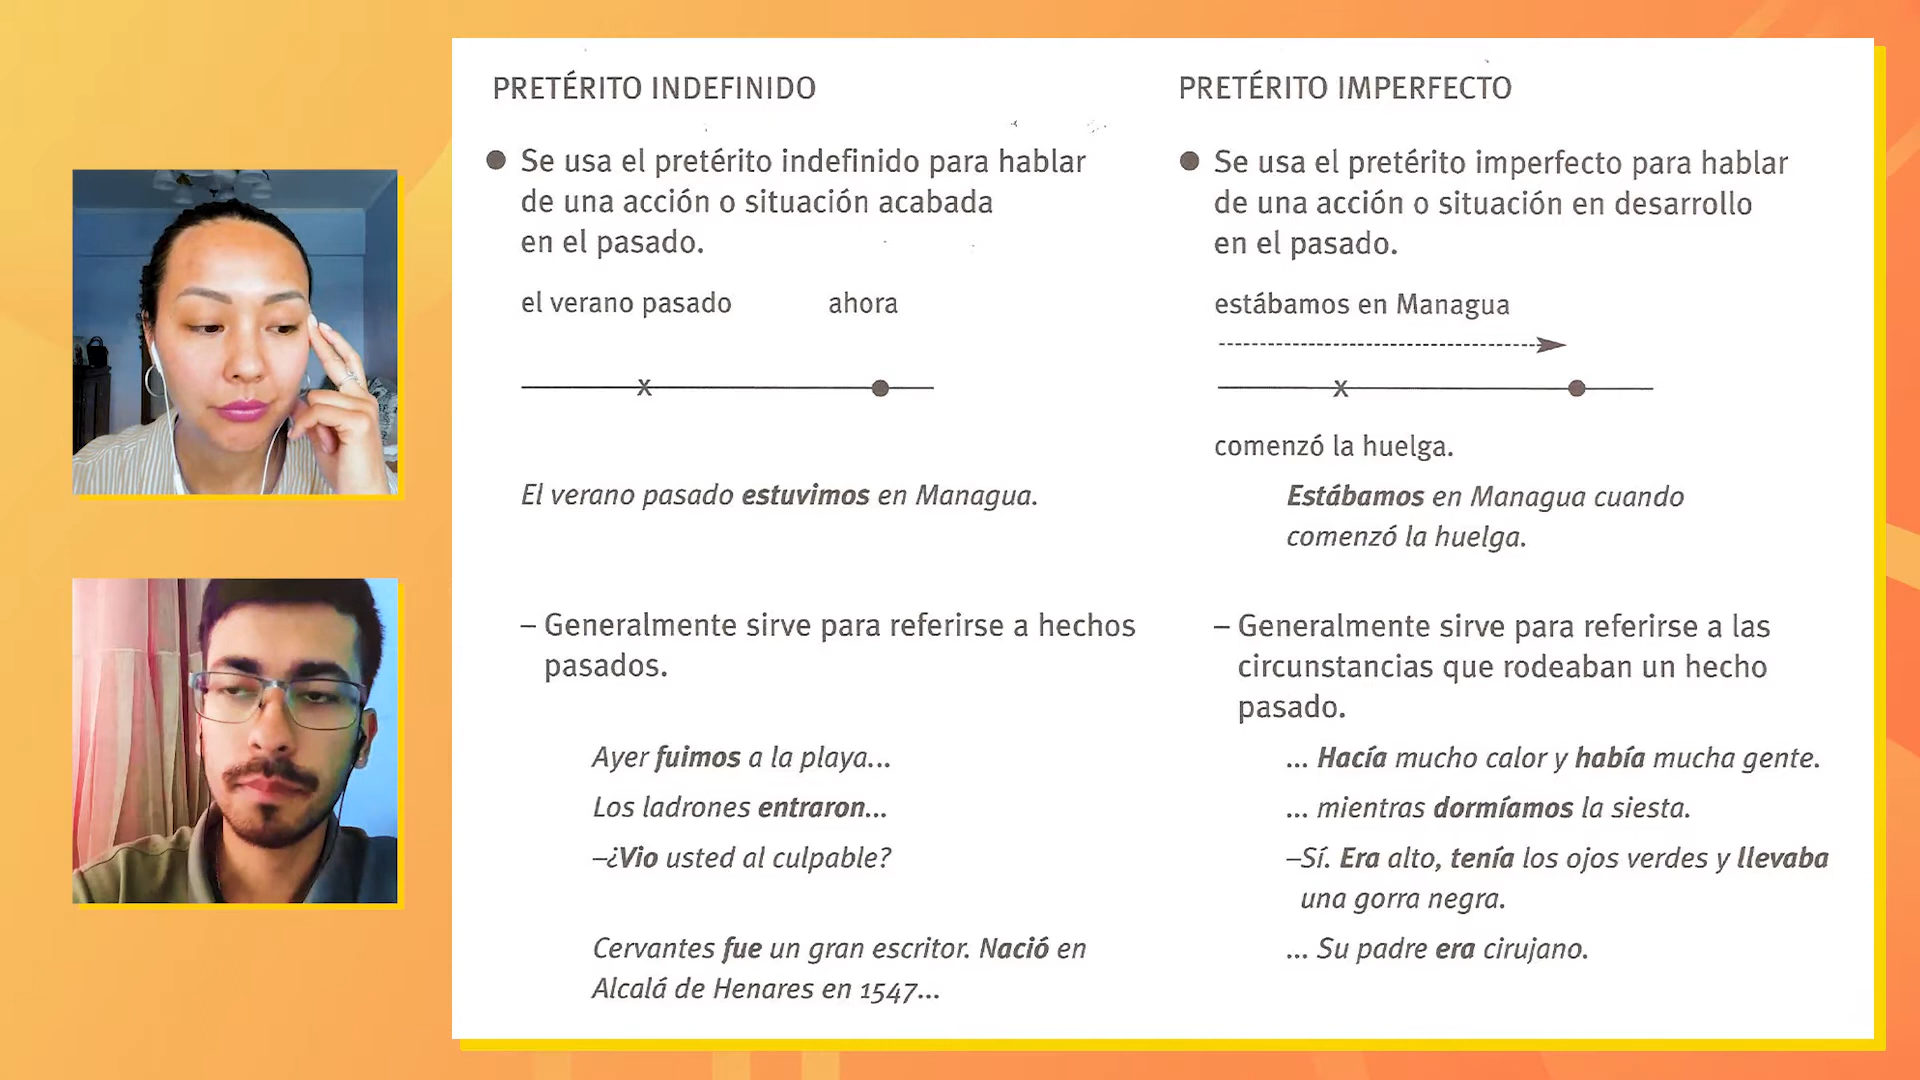 PRETÉRITO INDEFINIDO
● Se usa el pretérito indefinido para hablar
de una acción o situación acabada
en el pasado.
el verano pasado ahora
x
El verano pasado estuvimos en Managua.
– Generalmente sirve para referirse a hechos
pasados.
Ayer fuimos a la playa...
Los ladrones entraron...
–¿Vio usted al culpable?
Cervantes fue un gran escritor. Nació en
Alcalá de Henares en 1547...
PRETÉRITO IMPERFECTO
● Se usa el pretérito imperfecto para hablar
de una acción o situación en desarrollo
en el pasado.
estábamos en Managua
x
comenzó la huelga.
Estábamos en Managua cuando
comenzó la huelga.
– Generalmente sirve para referirse a las
circunstancias que rodeaban un hecho
pasado.
... Hacía mucho calor y había mucha gente.
... mientras dormíamos la siesta.
–Sí. Era alto, tenía los ojos verdes y llevaba
una gorra negra.
... Su padre era cirujano.